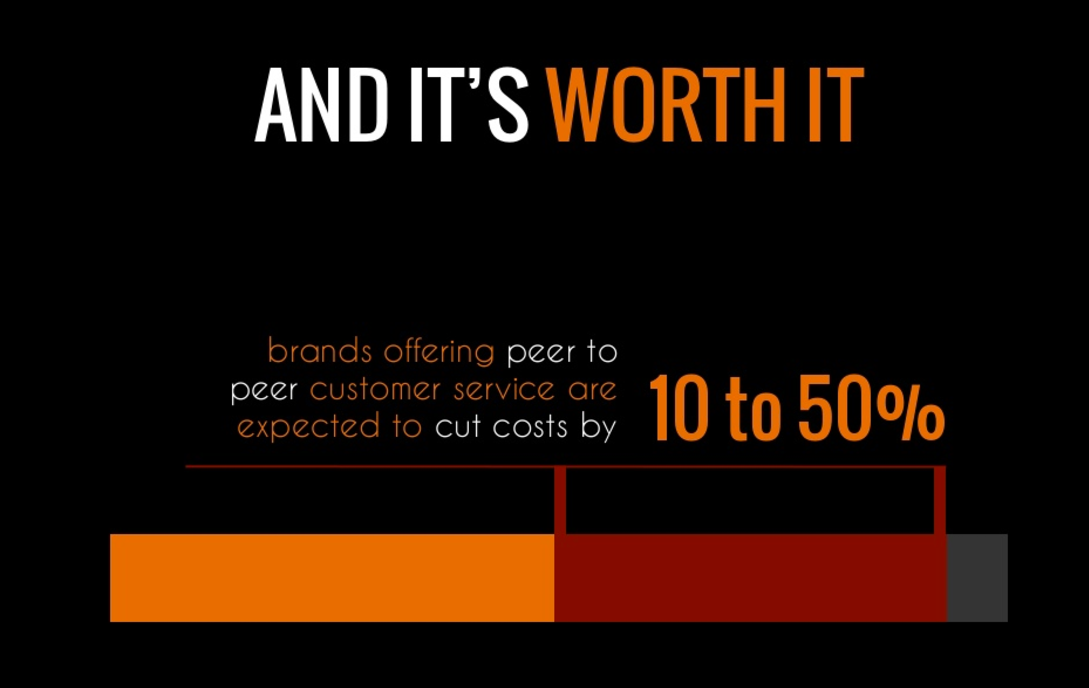 AND IT’S WORTH IT
brands offering peer to
peer customer service are
expected to cut costs by
10 to 50%